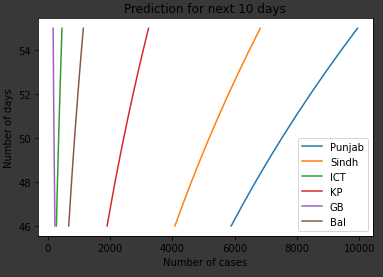 Prediction for next 10 days
Number of days
54
52
50
48
46
0 2000 4000 6000 8000 10000
Number of cases
Punjab
Sindh
ICT
KP
GB
Bal